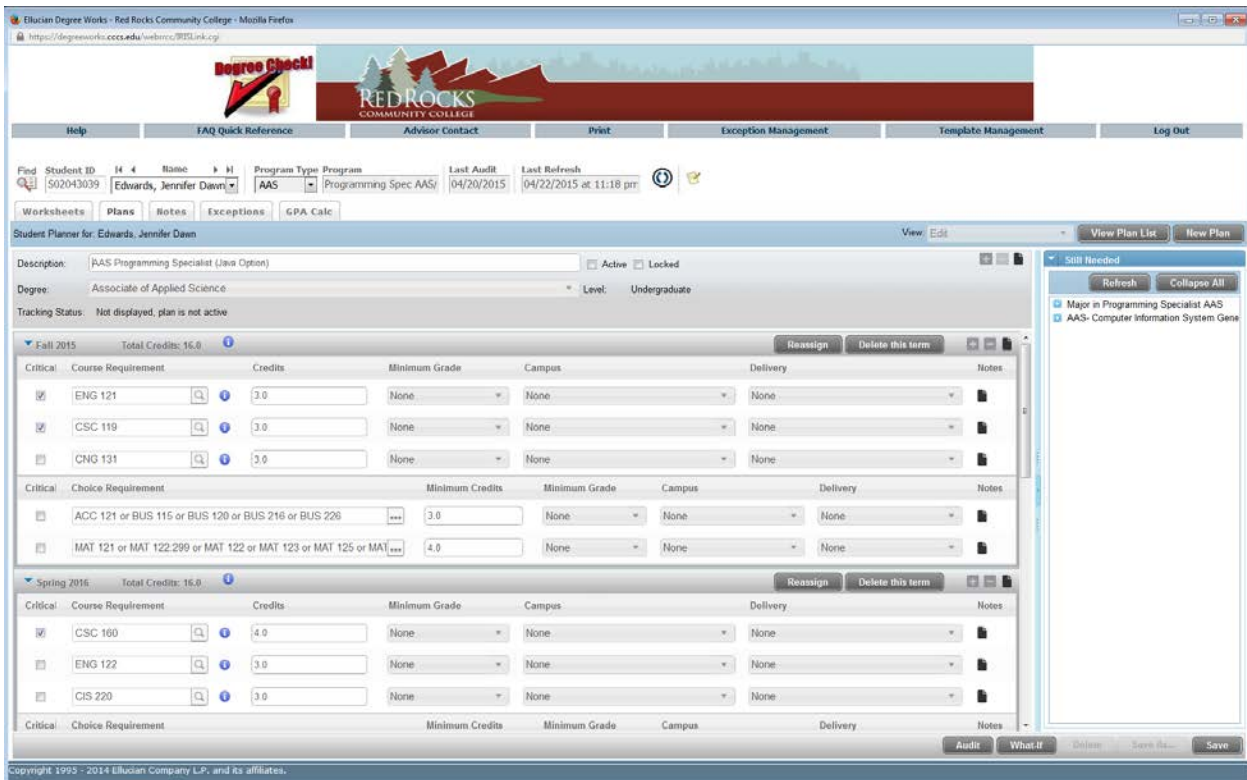 Ellucian Degree Works - Red Rocks Community College - Mozilla Firefox
https://degreeworks.cccs.edu/webrrcc/IRISLink.cgi
Degree Check!
RED ROCKS
COMMUNITY COLLEGE
Help FAQ Quick Reference Advisor Contact Print Exception Management Template Management Log Out
Find Student ID Name Program Type Program Last Audit Last Refresh
S02043039 Edwards, Jennifer Dawn AAS Programming Spec AAS/ 04/20/2015 04/22/2015 at 11:18 pm
Worksheets Plans Notes Exceptions GPA Calc
Student Planner for: Edwards, Jennifer Dawn View: Edit View Plan List New Plan
Description: AAS Programming Specialist (Java Option) Active Locked Still Needed
Degree: Associate of Applied Science Level: Undergraduate Refresh Collapse All
Tracking Status: Not displayed, plan is not active
Major in Programming Specialist AAS
AAS- Computer Information System Gene
Fall 2015 Total Credits: 16.0 Reassign Delete this term
Critical Course Requirement Credits Minimum Grade Campus Delivery Notes
ENG 121 3.0 None None None
CSC 119 3.0 None None None
CNG 131 3.0 None None None
Critical Choice Requirement Minimum Credits Minimum Grade Campus Delivery Notes
ACC 121 or BUS 115 or BUS 120 or BUS 216 or BUS 226 ... 3.0 None None None
MAT 121 or MAT 122:299 or MAT 122 or MAT 123 or MAT 125 or MAT ... 4.0 None None None
Spring 2016 Total Credits: 16.0 Reassign Delete this term
Critical Course Requirement Credits Minimum Grade Campus Delivery Notes
CSC 160 4.0 None None None
ENG 122 3.0 None None None
CIS 220 3.0 None None None
Critical Choice Requirement Minimum Credits Minimum Grade Campus Delivery Notes
Audit What-If Delete Save As... Save
Copyright 1995 - 2014 Ellucian Company L.P. and its affiliates.